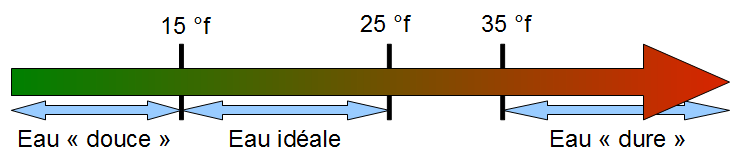 15 °f 25 °f 35 °f
Eau « douce » Eau idéale Eau « dure »